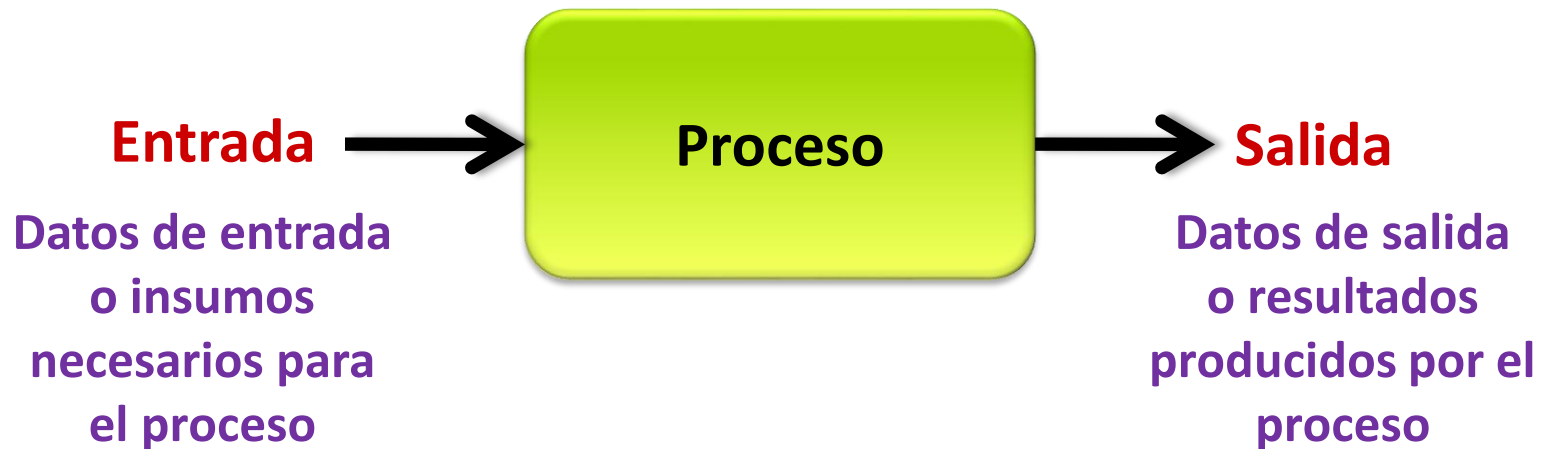 Entrada
Proceso
Salida
Datos de entrada
o insumos
necesarios para
el proceso
Datos de salida
o resultados
producidos por el
proceso